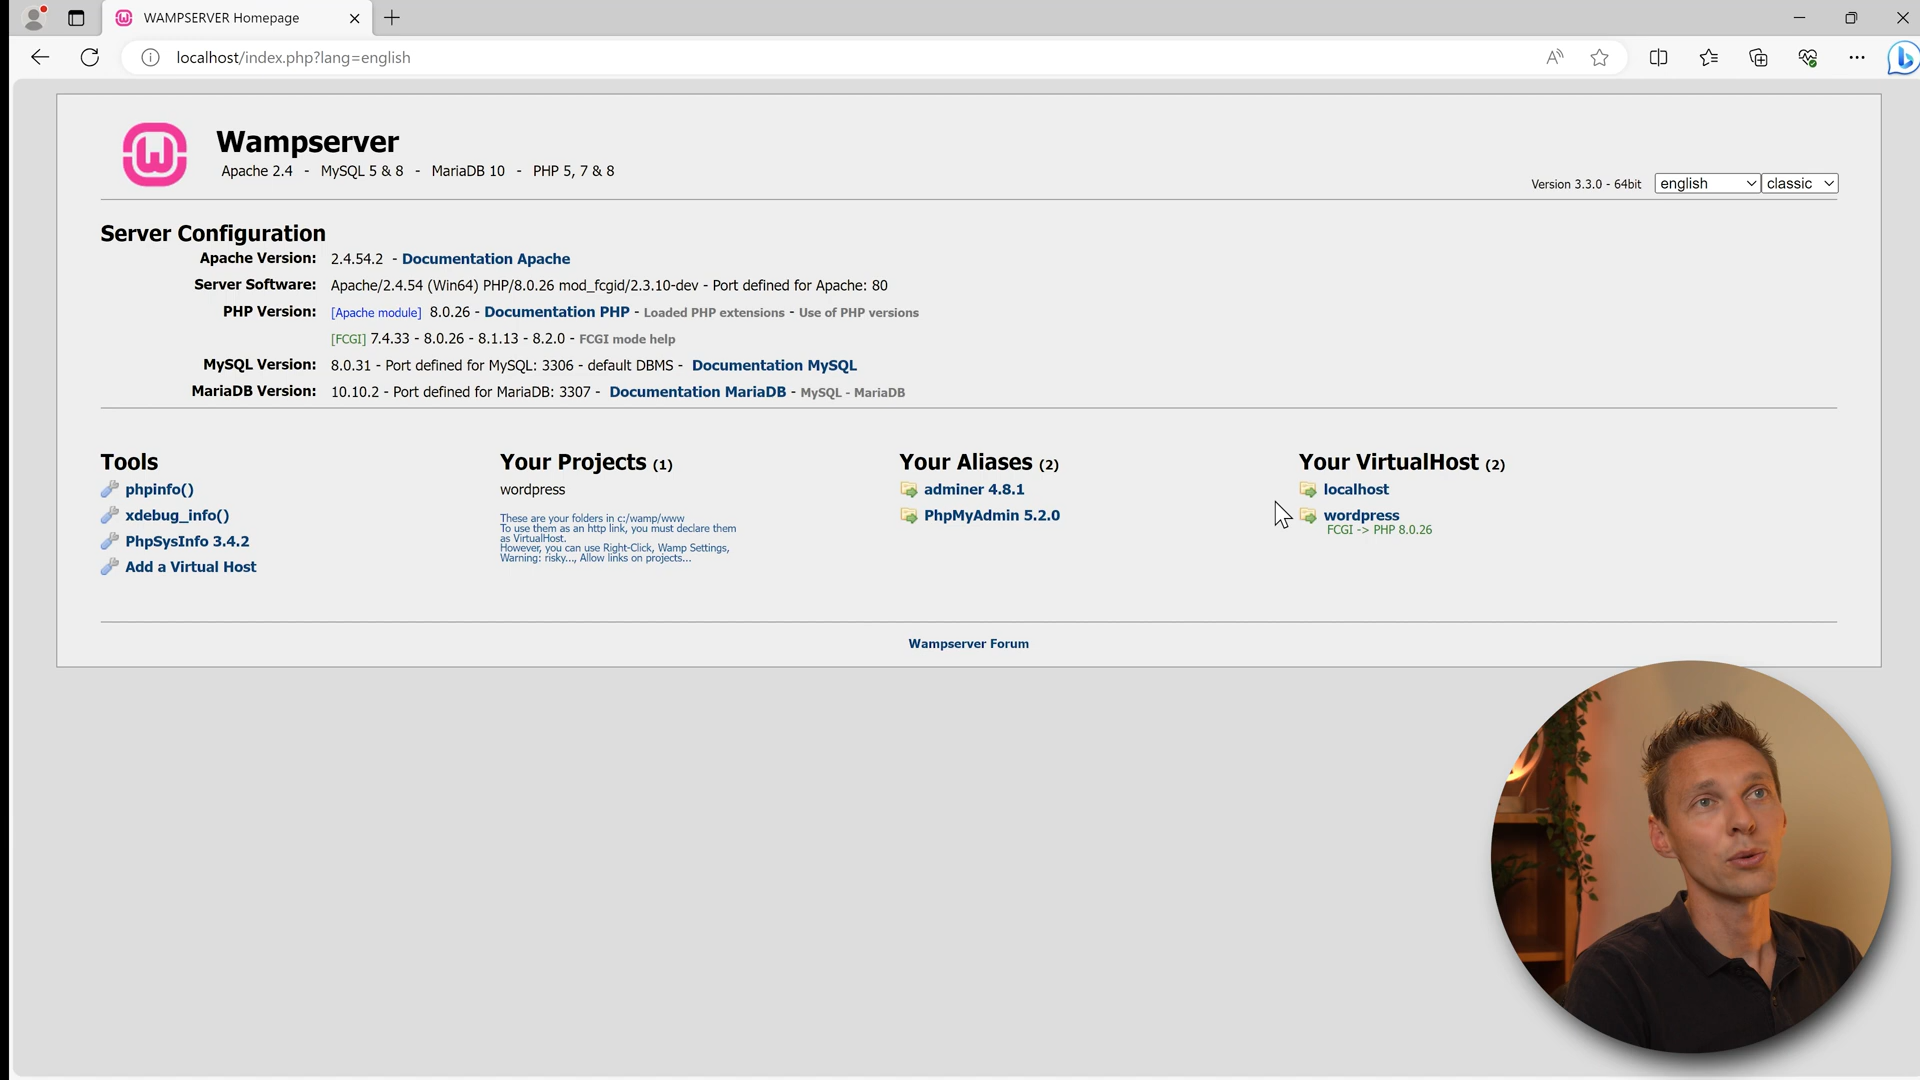 WAMPSERVER Homepage
localhost/index.php?lang=english
Wampserver
Apache 2.4 - MySQL 5 & 8 - MariaDB 10 - PHP 5, 7 & 8
Version 3.3.0 - 64bit english classic
Server Configuration
Apache Version: 2.4.54.2 - Documentation Apache
Server Software: Apache/2.4.54 (Win64) PHP/8.0.26 mod_fcgid/2.3.10-dev - Port defined for Apache: 80
PHP Version: [Apache module] 8.0.26 - Documentation PHP - Loaded PHP extensions - Use of PHP versions
[FCGI] 7.4.33 - 8.0.26 - 8.1.13 - 8.2.0 - FCGI mode help
MySQL Version: 8.0.31 - Port defined for MySQL: 3306 - default DBMS - Documentation MySQL
MariaDB Version: 10.10.2 - Port defined for MariaDB: 3307 - Documentation MariaDB - MySQL - MariaDB
Tools
phpinfo()
xdebug_info()
PhpSysInfo 3.4.2
Add a Virtual Host
Your Projects (1)
wordpress
These are your folders in c:/wamp/www
To use them as an http link, you must declare them
as VirtualHost.
However, you can use Right-Click, Wamp Settings,
Warning: risky..., Allow links on projects...
Your Aliases (2)
adminer 4.8.1
PhpMyAdmin 5.2.0
Your VirtualHost (2)
localhost
wordpress
FCGI -> PHP 8.0.26
Wampserver Forum